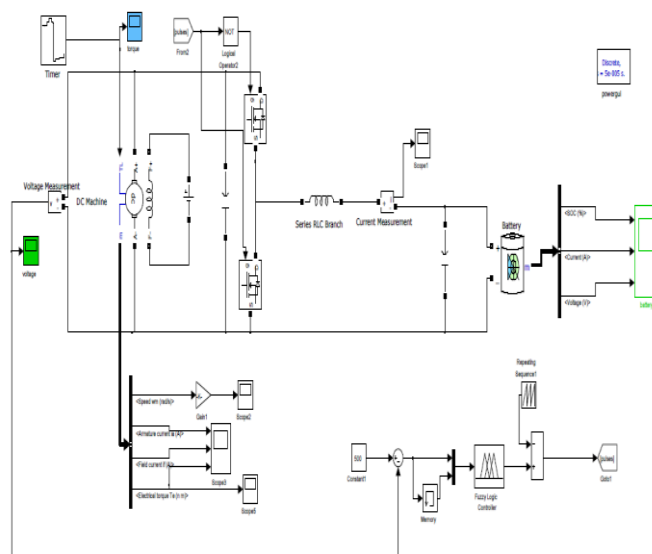 Timer
torque
[pulses]
From2
NOT
Logical
Operator2
Discrete,
= 5e-005 s.
powergui
Voltage Measurement
DC Machine
voltage
Series RLC Branch
Current Measurement
Scope1
Battery
<SOC (%)>
<Current (A)>
<Voltage (V)>
battery
<Speed wm (rad/s)>
Gain1
Scope2
<Armature current ia (A)>
<Field current if (A)>
Scope3
<Electrical torque Te (n m)>
Scope5
Repeating
Sequence1
500
Constant1
Memory
Fuzzy Logic
Controller
[pulses]
Goto1